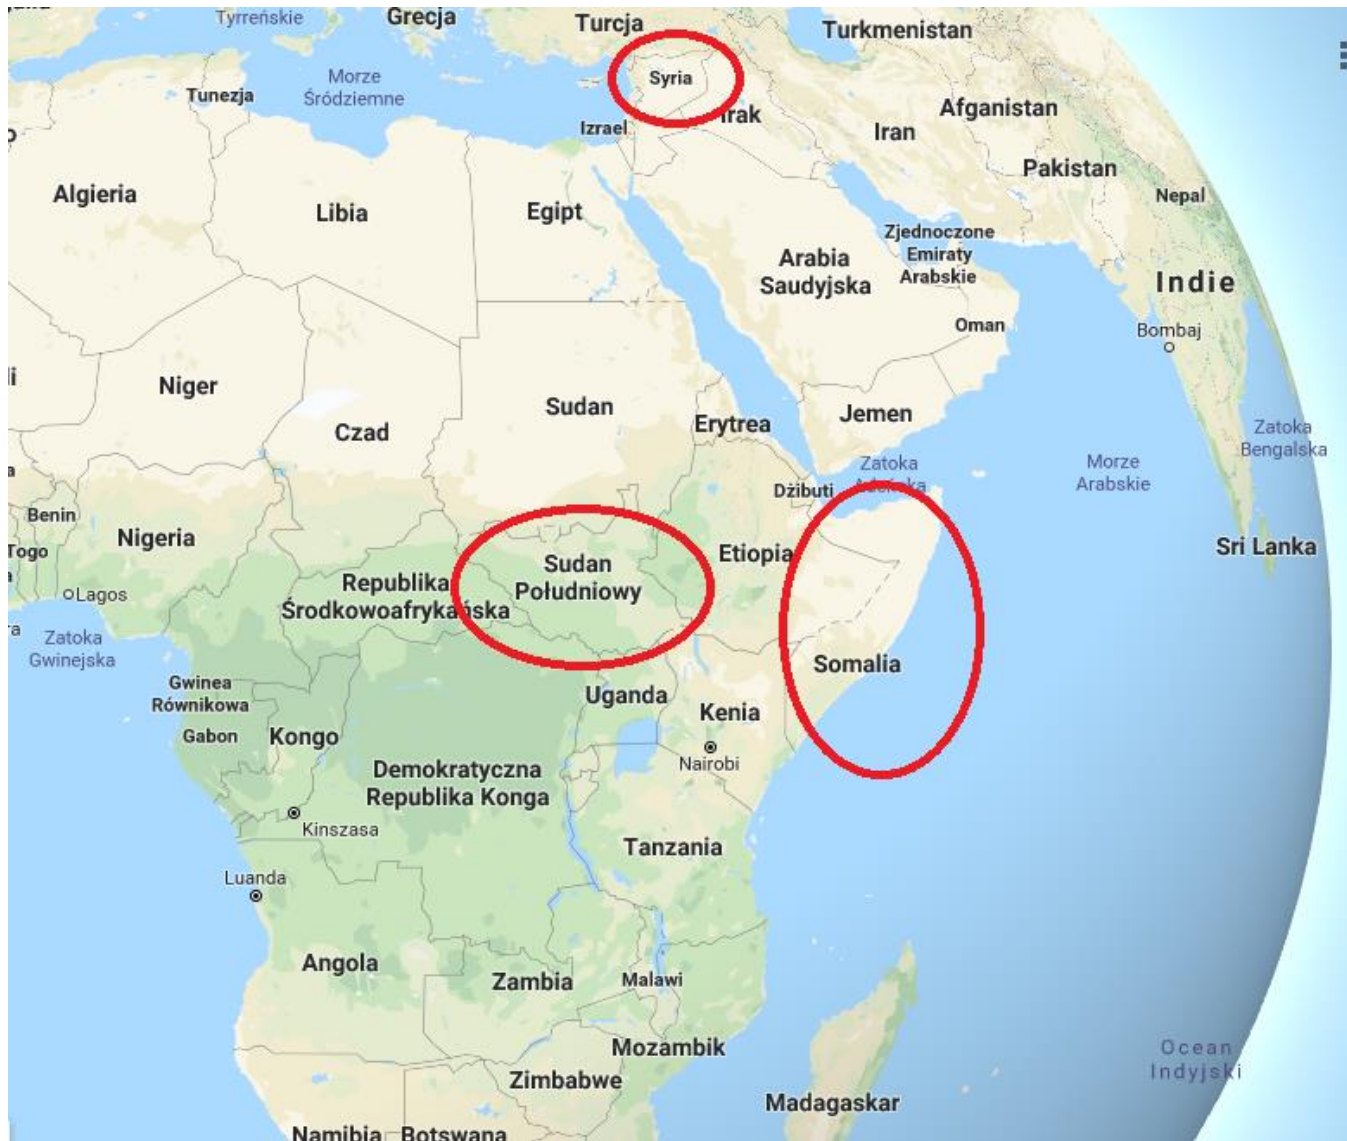 Tyrreńskie
Grecja
Turcja
Turkmenistan
Morze
Śródziemne
Tunezja
Syria
Izrael
Irak
Iran
Afganistan
Pakistan
Nepal
Algieria
Libia
Egipt
Arabia
Saudyjska
Zjednoczone
Emiraty
Arabskie
Indie
Oman
Bombaj
Niger
Czad
Sudan
Erytrea
Jemen
Zatoka
Adeńska
Morze
Arabskie
Zatoka
Bengalska
Dżibuti
Benin
Nigeria
Togo
Lagos
Sudan
Południowy
Etiopia
Sri Lanka
Republika
Środkowoafrykańska
Zatoka
Gwinejska
Somalia
Gwinea
Równikowa
Gabon
Kongo
Uganda
Kenia
Nairobi
Demokratyczna
Republika Konga
Kinszasa
Tanzania
Luanda
Angola
Zambia
Malawi
Mozambik
Zimbabwe
Madagaskar
Ocean
Indyjski
Namibia
Botswana